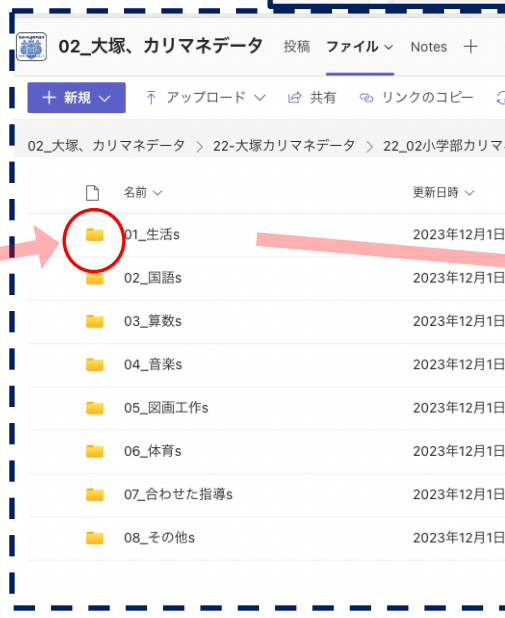 02_大塚、カリマネデータ 投稿 ファイル Notes
新規 アップロード 共有 リンクのコピー
02_大塚、カリマネデータ > 22-大塚カリマネデータ > 22_02小学部カリマ
名前 更新日時
01_生活s 2023年12月1日
02_国語s 2023年12月1日
03_算数s 2023年12月1日
04_音楽s 2023年12月1日
05_図画工作s 2023年12月1日
06_体育s 2023年12月1日
07_合わせた指導s 2023年12月1日
08_その他s 2023年12月1日